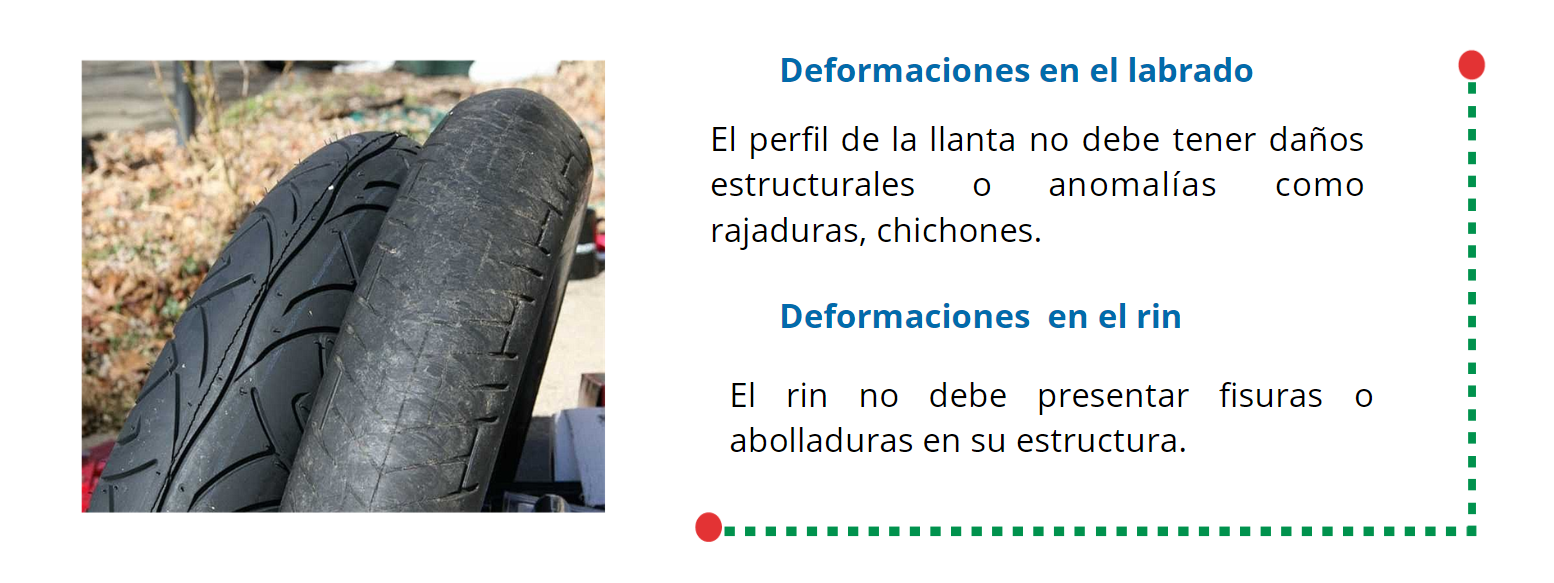 Deformaciones en el labrado
El perfil de la llanta no debe tener daños
estructurales o anomalías como
rajaduras, chichones.
Deformaciones en el rin
El rin no debe presentar fisuras o
abolladuras en su estructura.